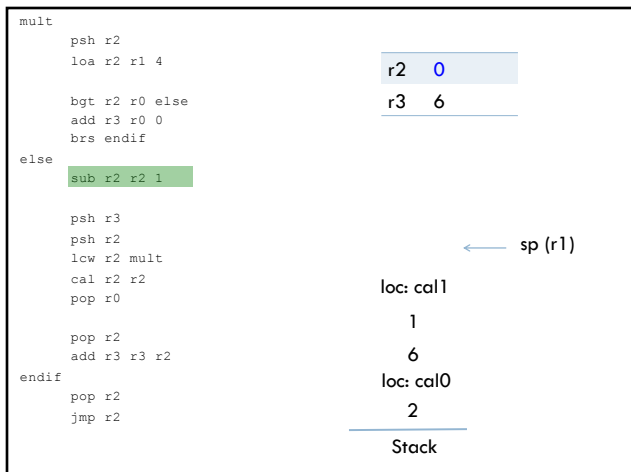 mult
psh r2
loa r2 r1 4
bgt r2 r0 else
add r3 r0 0
brs endif
else
sub r2 r2 1
psh r3
psh r2
lcw r2 mult
cal r2 r2
pop r0
pop r2
add r3 r3 r2
endif
pop r2
jmp r2
r2 0
r3 6
sp (r1)
loc: cal1
1
6
loc: cal0
2
Stack